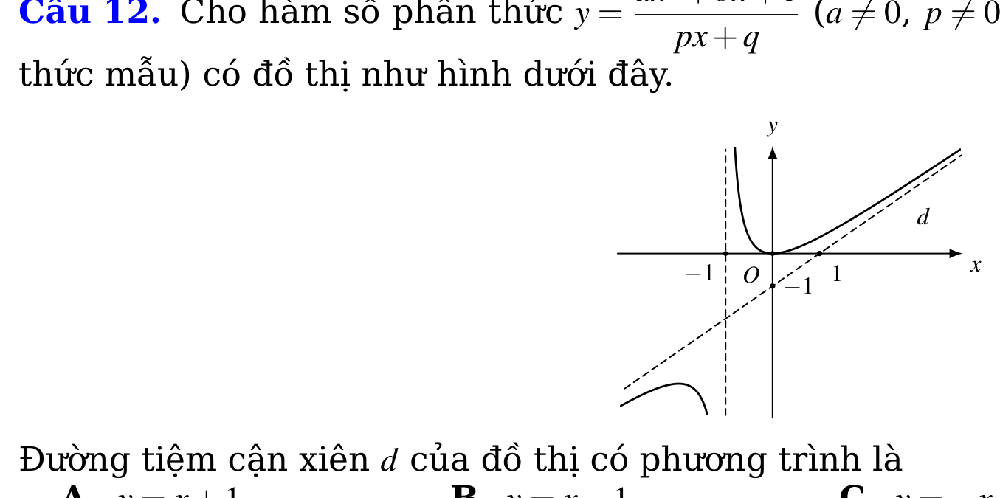 Câu 12. Cho hàm số phân thức y = / px + q (a ≠ 0, p ≠ 0
thức mẫu) có đồ thị như hình dưới đây.
y
d
x
−1 O −1 1
Đường tiệm cận xiên d của đồ thị có phương trình là